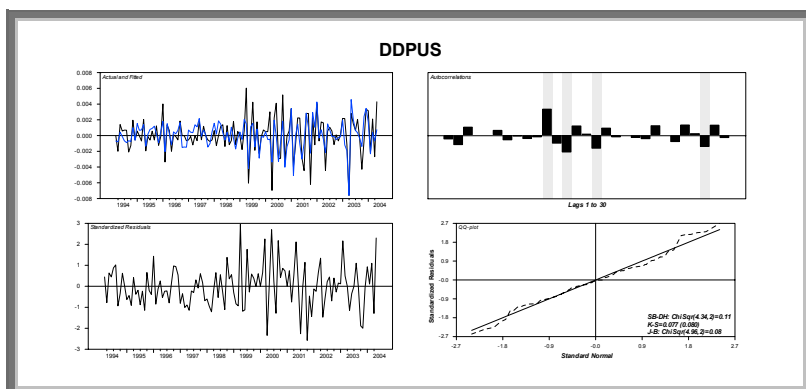 DDPUS
Actual and Fitted
0.008
0.006
0.004
0.002
0.000
-0.002
-0.004
-0.006
-0.008
1994 1995 1996 1997 1998 1999 2000 2001 2002 2003 2004
Autocorrelations
Lags 1 to 30
Standardized Residuals
3
2
1
0
-1
-2
-3
1994 1995 1996 1997 1998 1999 2000 2001 2002 2003 2004
QQ-plot
Standardized Residuals
2.7
1.8
0.9
-0.0
-0.9
-1.8
-2.7
SB-DH: ChiSqr(4.34,2)=0.11
K-S=0.077 (0.080)
J-B: ChiSqr(4.96,2)=0.08
-2.7 -1.8 -0.9 -0.0 0.9 1.8 2.7
Standard Normal